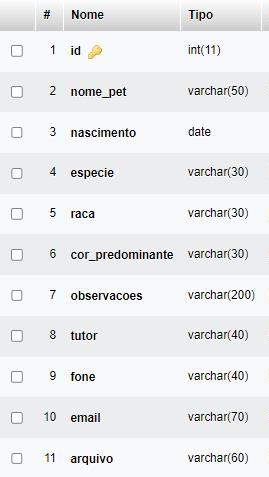 # Nome Tipo
1 id int(11)
2 nome_pet varchar(50)
3 nascimento date
4 especie varchar(30)
5 raca varchar(30)
6 cor_predominante varchar(30)
7 observacoes varchar(200)
8 tutor varchar(40)
9 fone varchar(40)
10 email varchar(70)
11 arquivo varchar(60)